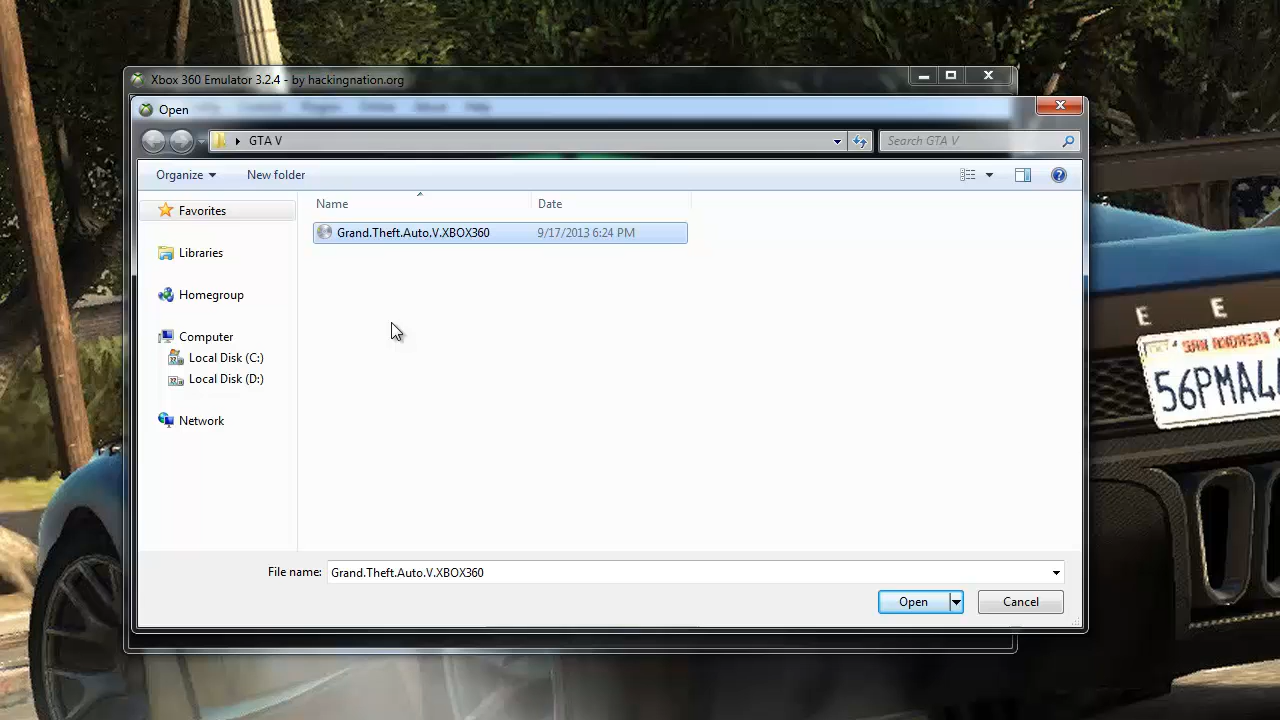 Xbox 360 Emulator 3.2.4 - by hackingnation.org
Open
GTA V
Search GTA V
Organize
New folder
Name
Date
Favorites
Grand.Theft.Auto.V.XBOX360
9/17/2013 6:24 PM
Libraries
Homegroup
Computer
Local Disk (C:)
Local Disk (D:)
Network
File name:
Grand.Theft.Auto.V.XBOX360
Open
Cancel
E E
SAN ANDREAS